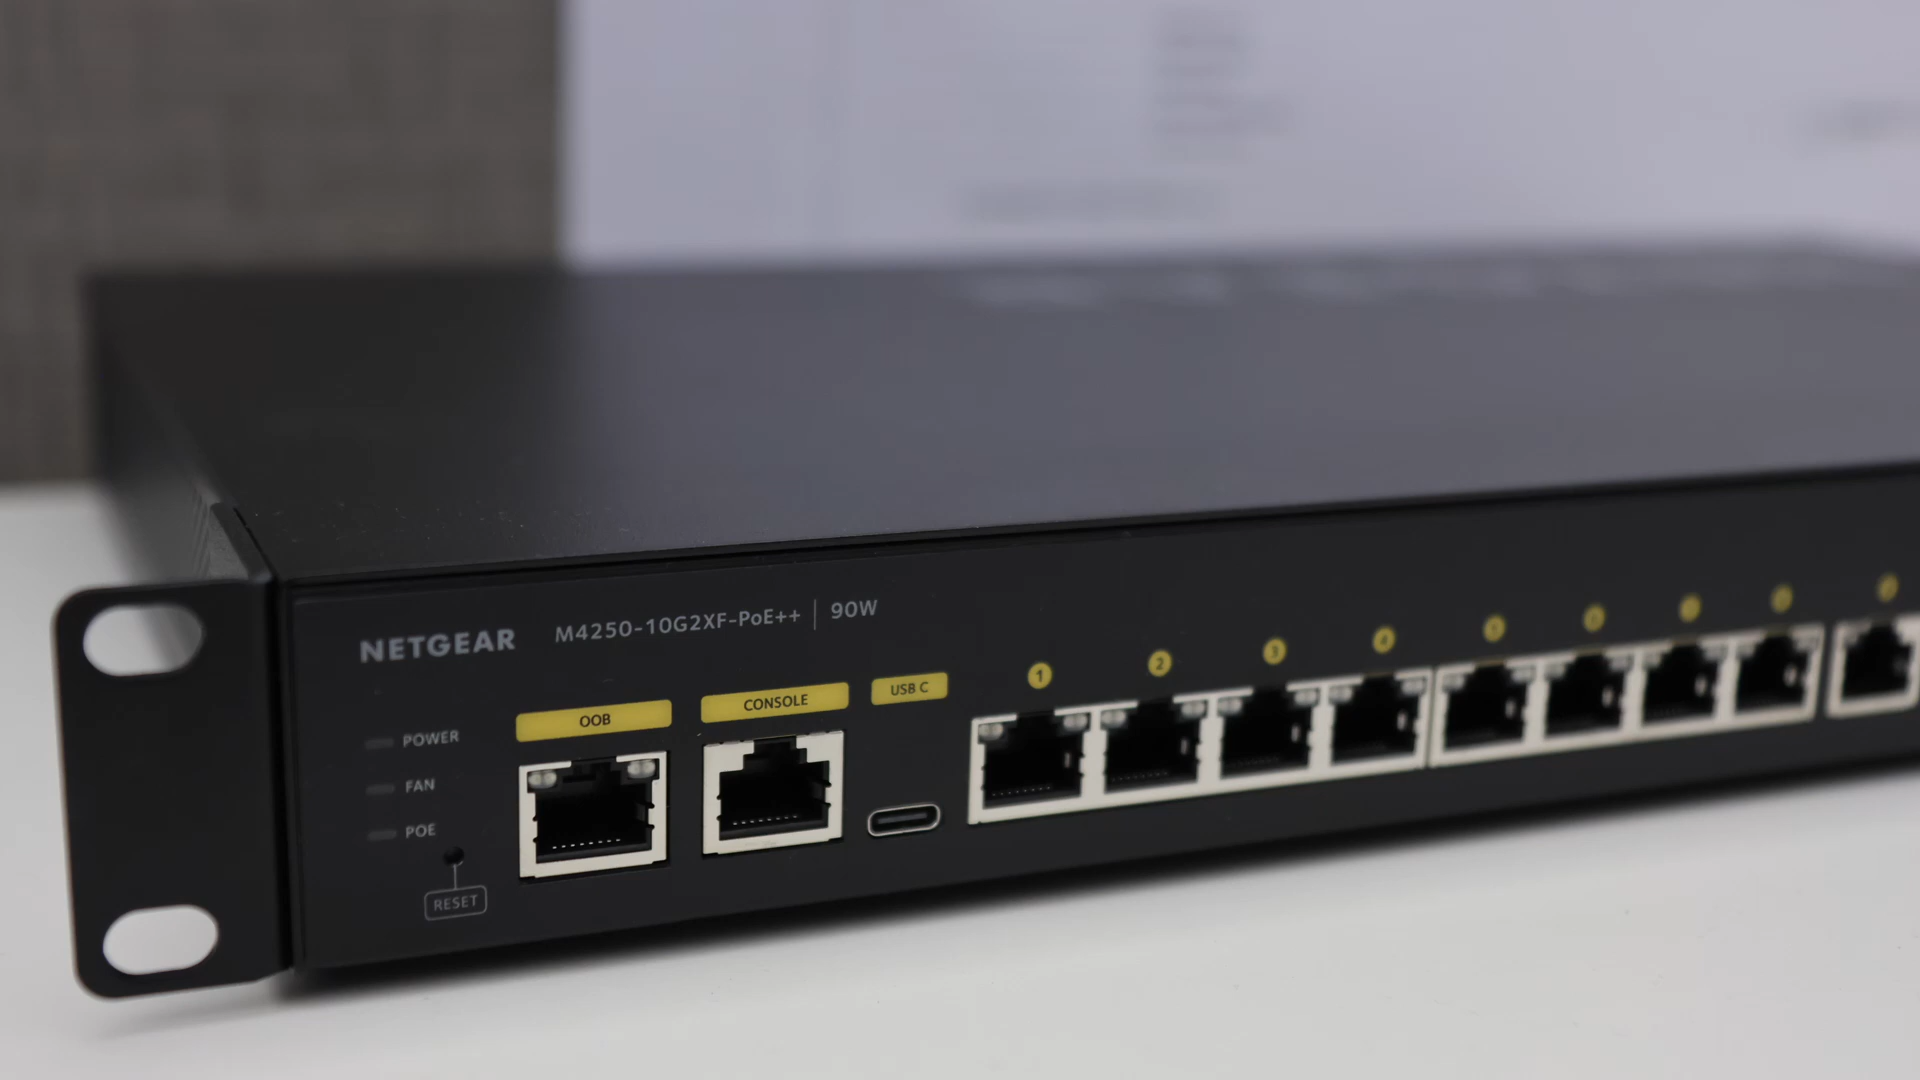 NETGEAR M4250-10G2XF-PoE++ | 90W
OOB CONSOLE USB C 1 2 3 4
POWER
FAN
POE
RESET